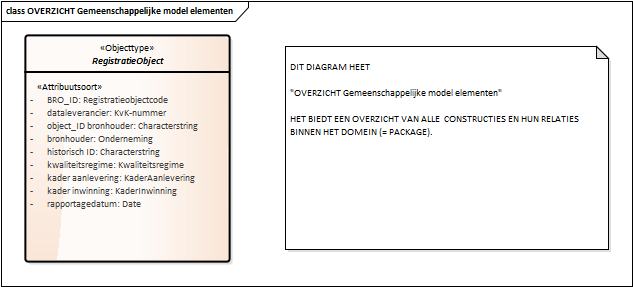 class OVERZICHT Gemeenschappelijke model elementen
«Objecttype»
RegistratieObject
«Attribuutsoort»
- BRO_ID: Registratieobjectcode
- dataleverancier: KvK-nummer
- object_ID bronhouder: Characterstring
- bronhouder: Onderneming
- historisch ID: Characterstring
- kwaliteitsregime: Kwaliteitsregime
- kader aanlevering: KaderAanlevering
- kader inwinning: KaderInwinning
- rapportagedatum: Date
DIT DIAGRAM HEET
"OVERZICHT Gemeenschappelijke model elementen"
HET BIEDT EEN OVERZICHT VAN ALLE CONSTRUCTIES EN HUN RELATIES
BINNEN HET DOMEIN (= PACKAGE).